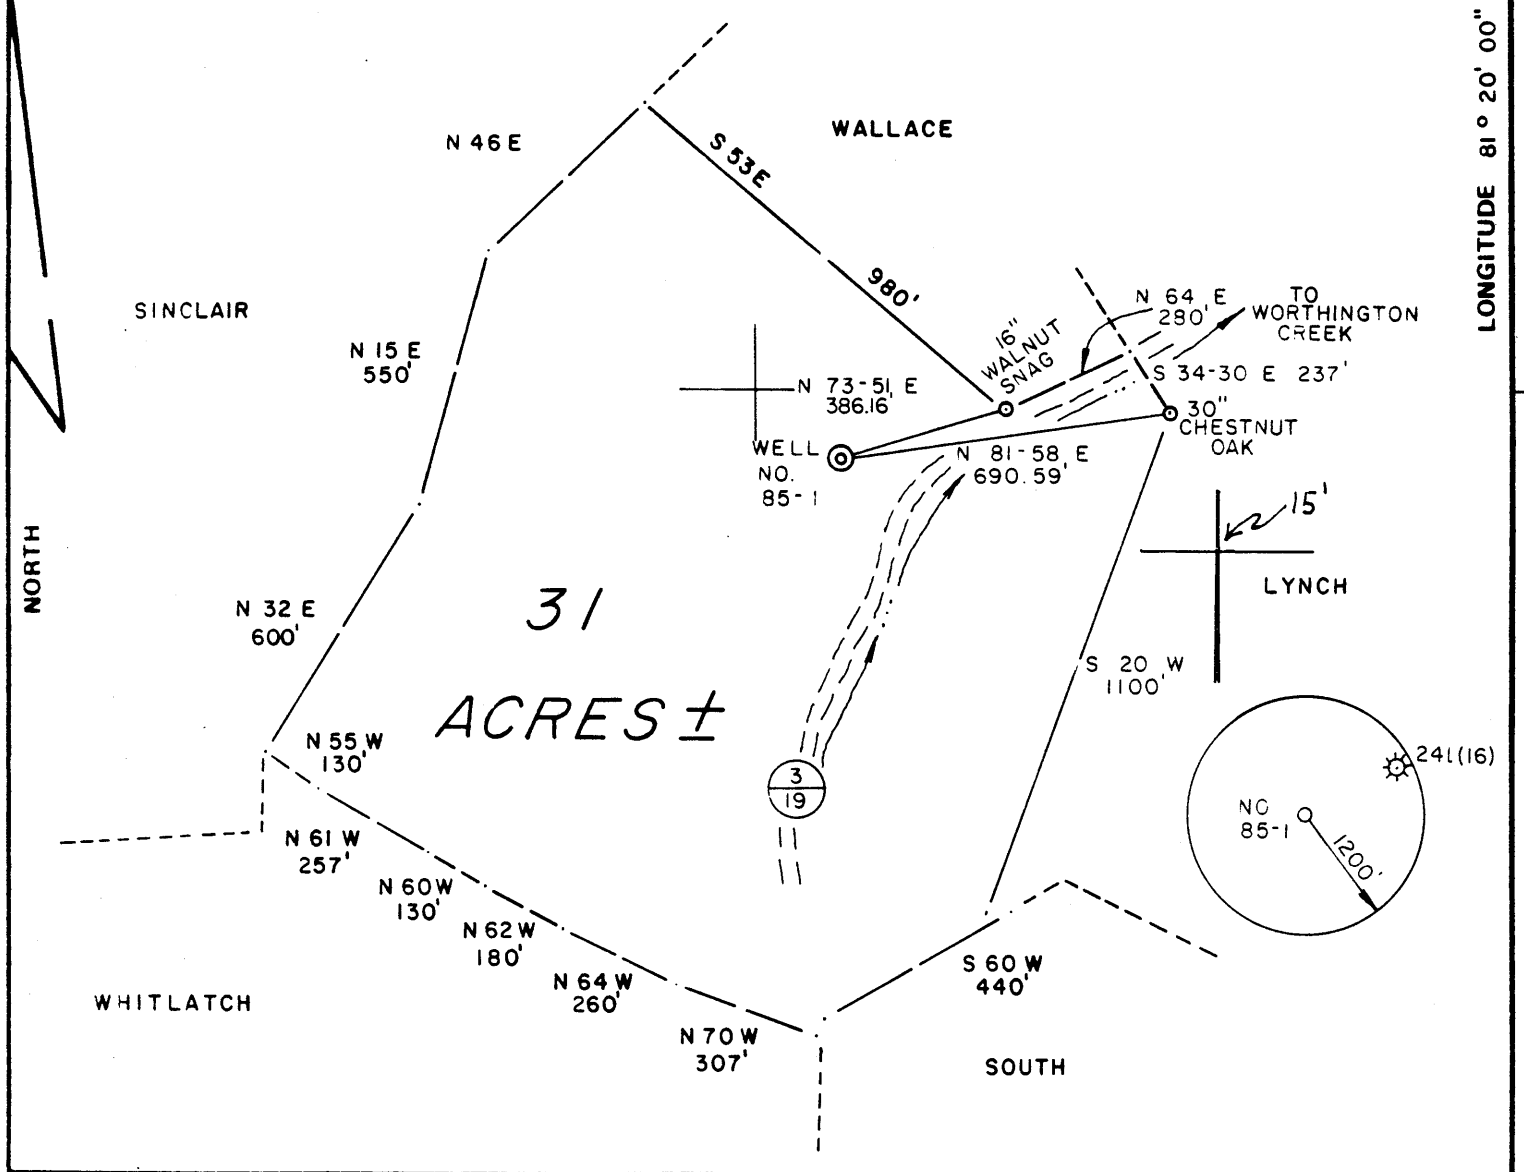 LONGITUDE 81° 20' 00"
WALLACE
N 46 E
S 53 E
980'
SINCLAIR
N 15 E
550'
N 64 E
280'
TO
WORTHINGTON
CREEK
16"
WALNUT
SNAG
S 34-30 E 237'
N 73-51 E
386.16'
30"
CHESTNUT
OAK
WELL
NO.
85-1
N 81-58 E
690.59'
15'
LYNCH
NORTH
N 32 E
600'
31
ACRES ±
S 20 W
1100'
N 55 W
130'
3
19
241(16)
NO
85-1
1200'
N 61 W
257'
N 60 W
130'
N 62 W
180'
N 64 W
260'
S 60 W
440'
WHITLATCH
N 70 W
307'
SOUTH